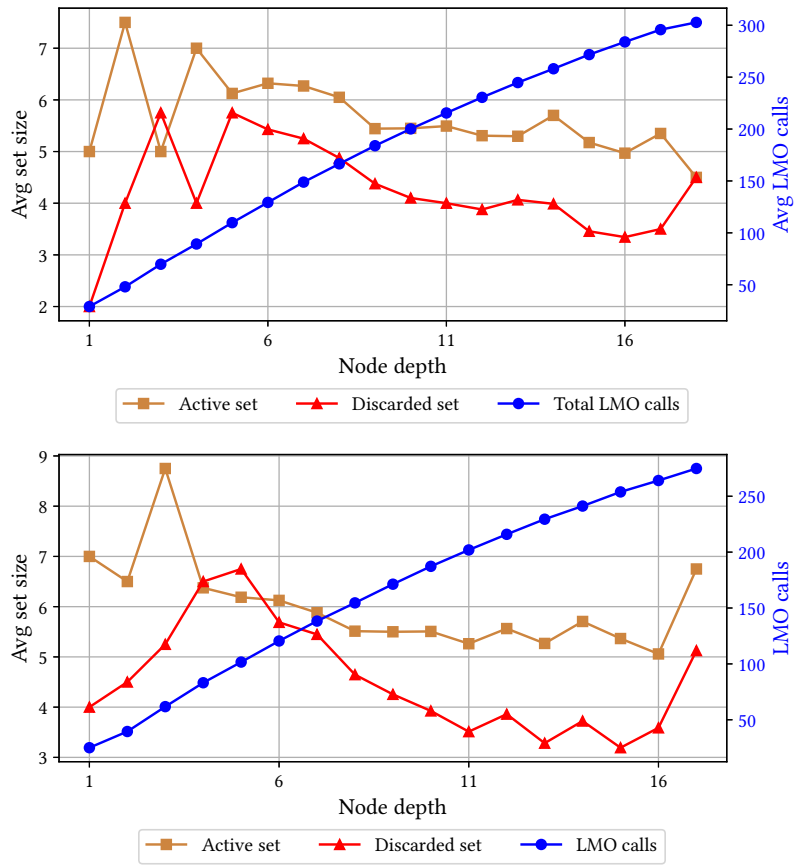 7
6
5
4
3
2
Avg set size
300
250
200
150
100
50
Avg LMO calls
1 6 11 16
Node depth
Active set Discarded set Total LMO calls
9
8
7
6
5
4
3
Avg set size
250
200
150
100
50
LMO calls
1 6 11 16
Node depth
Active set Discarded set LMO calls